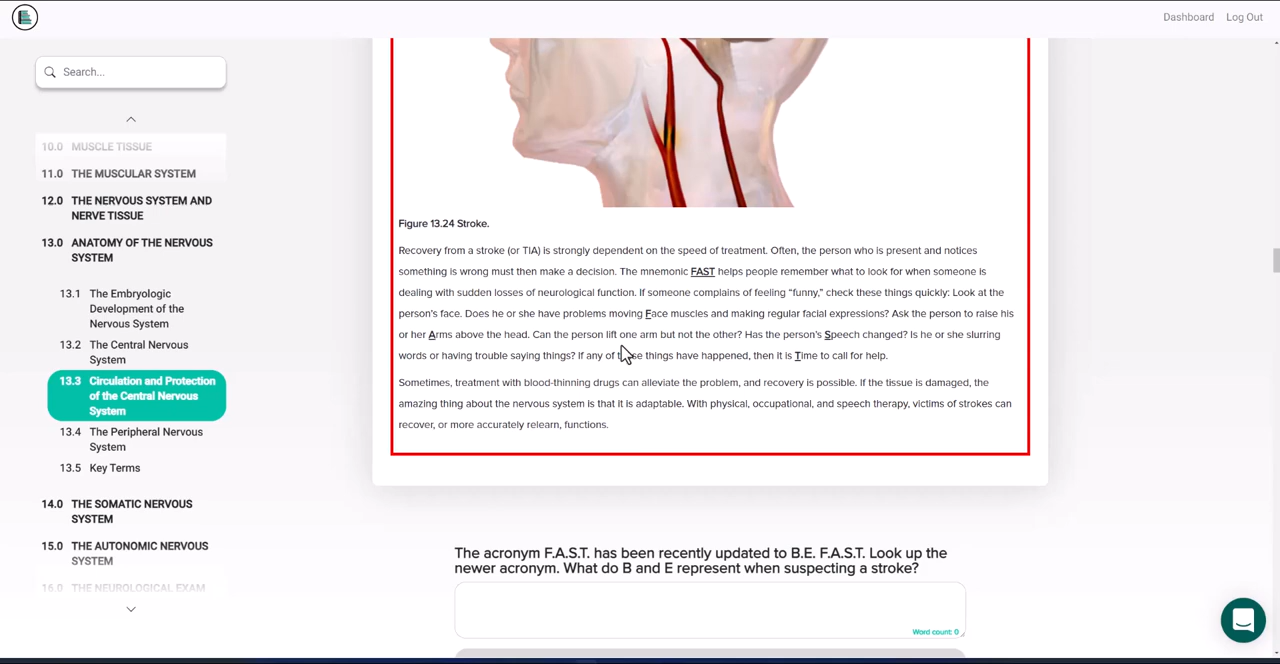 Dashboard Log Out
Search...
10.0 MUSCLE TISSUE
11.0 THE MUSCULAR SYSTEM
12.0 THE NERVOUS SYSTEM AND
NERVE TISSUE
13.0 ANATOMY OF THE NERVOUS
SYSTEM
13.1 The Embryologic
Development of the
Nervous System
13.2 The Central Nervous
System
13.3 Circulation and Protection
of the Central Nervous
System
13.4 The Peripheral Nervous
System
13.5 Key Terms
14.0 THE SOMATIC NERVOUS
SYSTEM
15.0 THE AUTONOMIC NERVOUS
SYSTEM
16.0 THE NEUROLOGICAL EXAM
Figure 13.24 Stroke.
Recovery from a stroke (or TIA) is strongly dependent on the speed of treatment. Often, the person who is present and notices
something is wrong must then make a decision. The mnemonic FAST helps people remember what to look for when someone is
dealing with sudden losses of neurological function. If someone complains of feeling “funny,” check these things quickly: Look at the
person’s face. Does he or she have problems moving Face muscles and making regular facial expressions? Ask the person to raise his
or her Arms above the head. Can the person lift one arm but not the other? Has the person’s Speech changed? Is he or she slurring
words or having trouble saying things? If any of these things have happened, then it is Time to call for help.
Sometimes, treatment with blood-thinning drugs can alleviate the problem, and recovery is possible. If the tissue is damaged, the
amazing thing about the nervous system is that it is adaptable. With physical, occupational, and speech therapy, victims of strokes can
recover, or more accurately relearn, functions.
The acronym F.A.S.T. has been recently updated to B.E. F.A.S.T. Look up the
newer acronym. What do B and E represent when suspecting a stroke?
Word count: 0